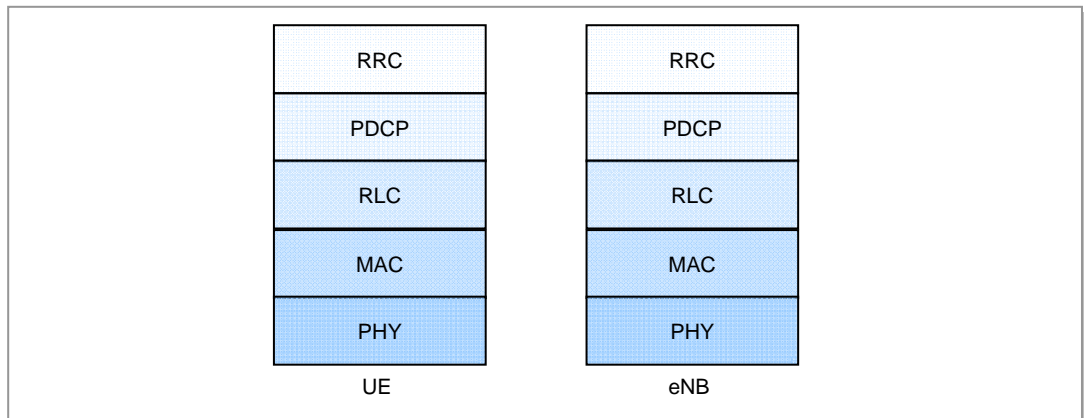 RRC RRC
PDCP PDCP
RLC RLC
MAC MAC
PHY PHY
UE eNB